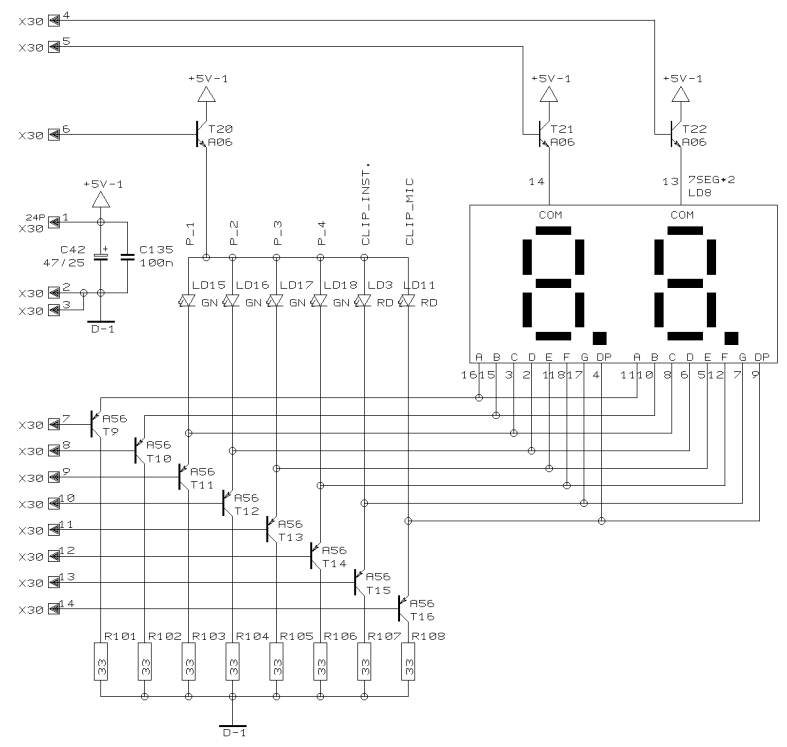 X30 4
X30 5
+5V-1
+5V-1
+5V-1
X30 6
T20
A06
T21
A06
T22
A06
14
13
7SEG*2
LD8
+5V-1
24P
X30 1
C42
47/25
+
C135
100n
X30 2
X30 3
D-1
P_1
P_2
P_3
P_4
CLIP_INST.
CLIP_MIC
COM
COM
LD15
GN
LD16
GN
LD17
GN
LD18
GN
LD3
RD
LD11
RD
A B C D E F G DP
A B C D E F G DP
16 15 3 2 1 18 17 4
11 10 8 6 5 12 7 9
X30 7
A56
T9
X30 8
A56
T10
X30 9
A56
T11
X30 10
A56
T12
X30 11
A56
T13
X30 12
A56
T14
X30 13
A56
T15
X30 14
A56
T16
R101
R102
R103
R104
R105
R106
R107
R108
33
33
33
33
33
33
33
33
D-1